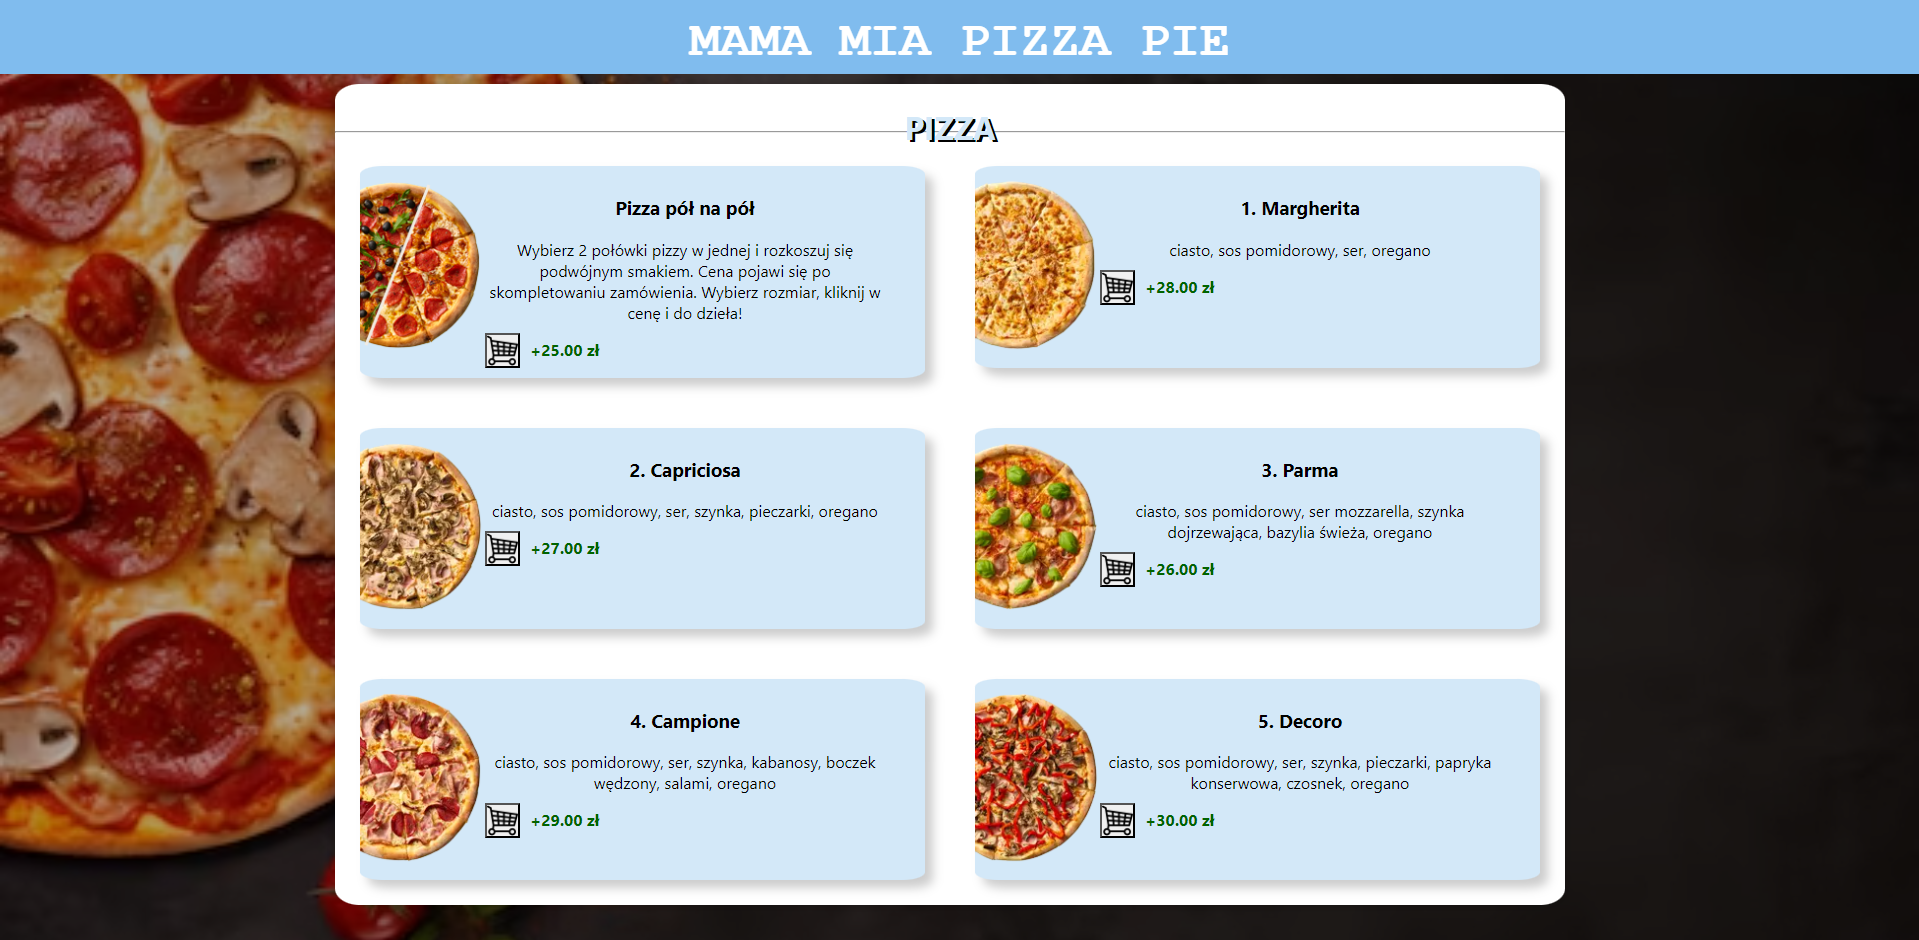 MAMA MIA PIZZA PIE
PIZZA
Pizza pół na pół
Wybierz 2 połówki pizzy w jednej i rozkoszuj się
podwójnym smakiem. Cena pojawi się po
skompletowaniu zamówienia. Wybierz rozmiar, kliknij w
cenę i do dzieła!
+25.00 zł
1. Margherita
ciasto, sos pomidorowy, ser, oregano
+28.00 zł
2. Capriciosa
ciasto, sos pomidorowy, ser, szynka, pieczarki, oregano
+27.00 zł
3. Parma
ciasto, sos pomidorowy, ser mozzarella, szynka
dojrzewająca, bazylia świeża, oregano
+26.00 zł
4. Campione
ciasto, sos pomidorowy, ser, szynka, kabanosy, boczek
wędzony, salami, oregano
+29.00 zł
5. Decoro
ciasto, sos pomidorowy, ser, szynka, pieczarki, papryka
konserwowa, czosnek, oregano
+30.00 zł